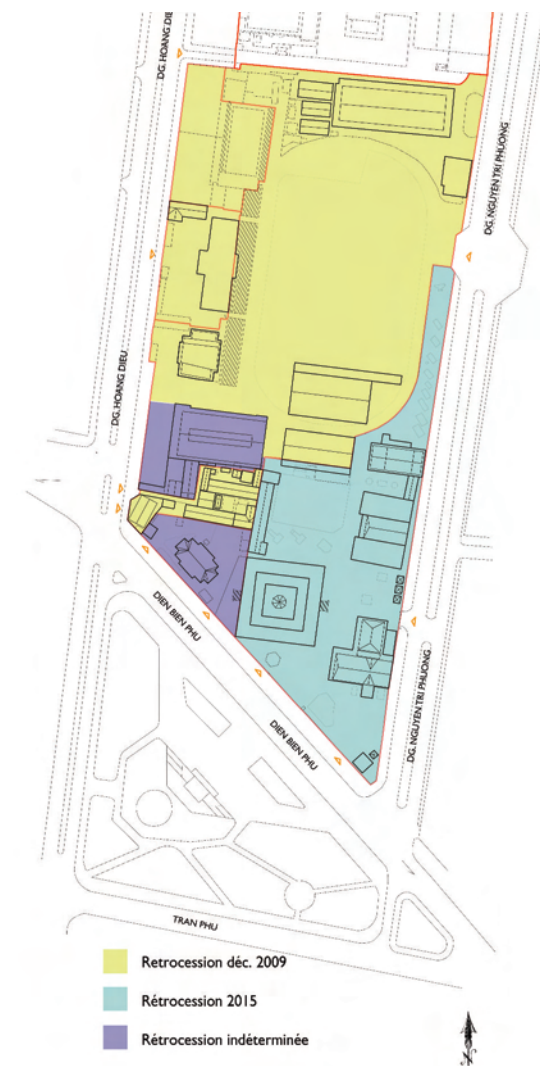 DG. HOANG DIEU
DG. NGUYEN TRI PHUONG
DG. HOANG DIEU
DIEN BIEN PHU
DG. NGUYEN TRI PHUONG
DIEN BIEN PHU
TRAN PHU
Retrocession déc. 2009
Rétrocession 2015
Rétrocession indéterminée
N